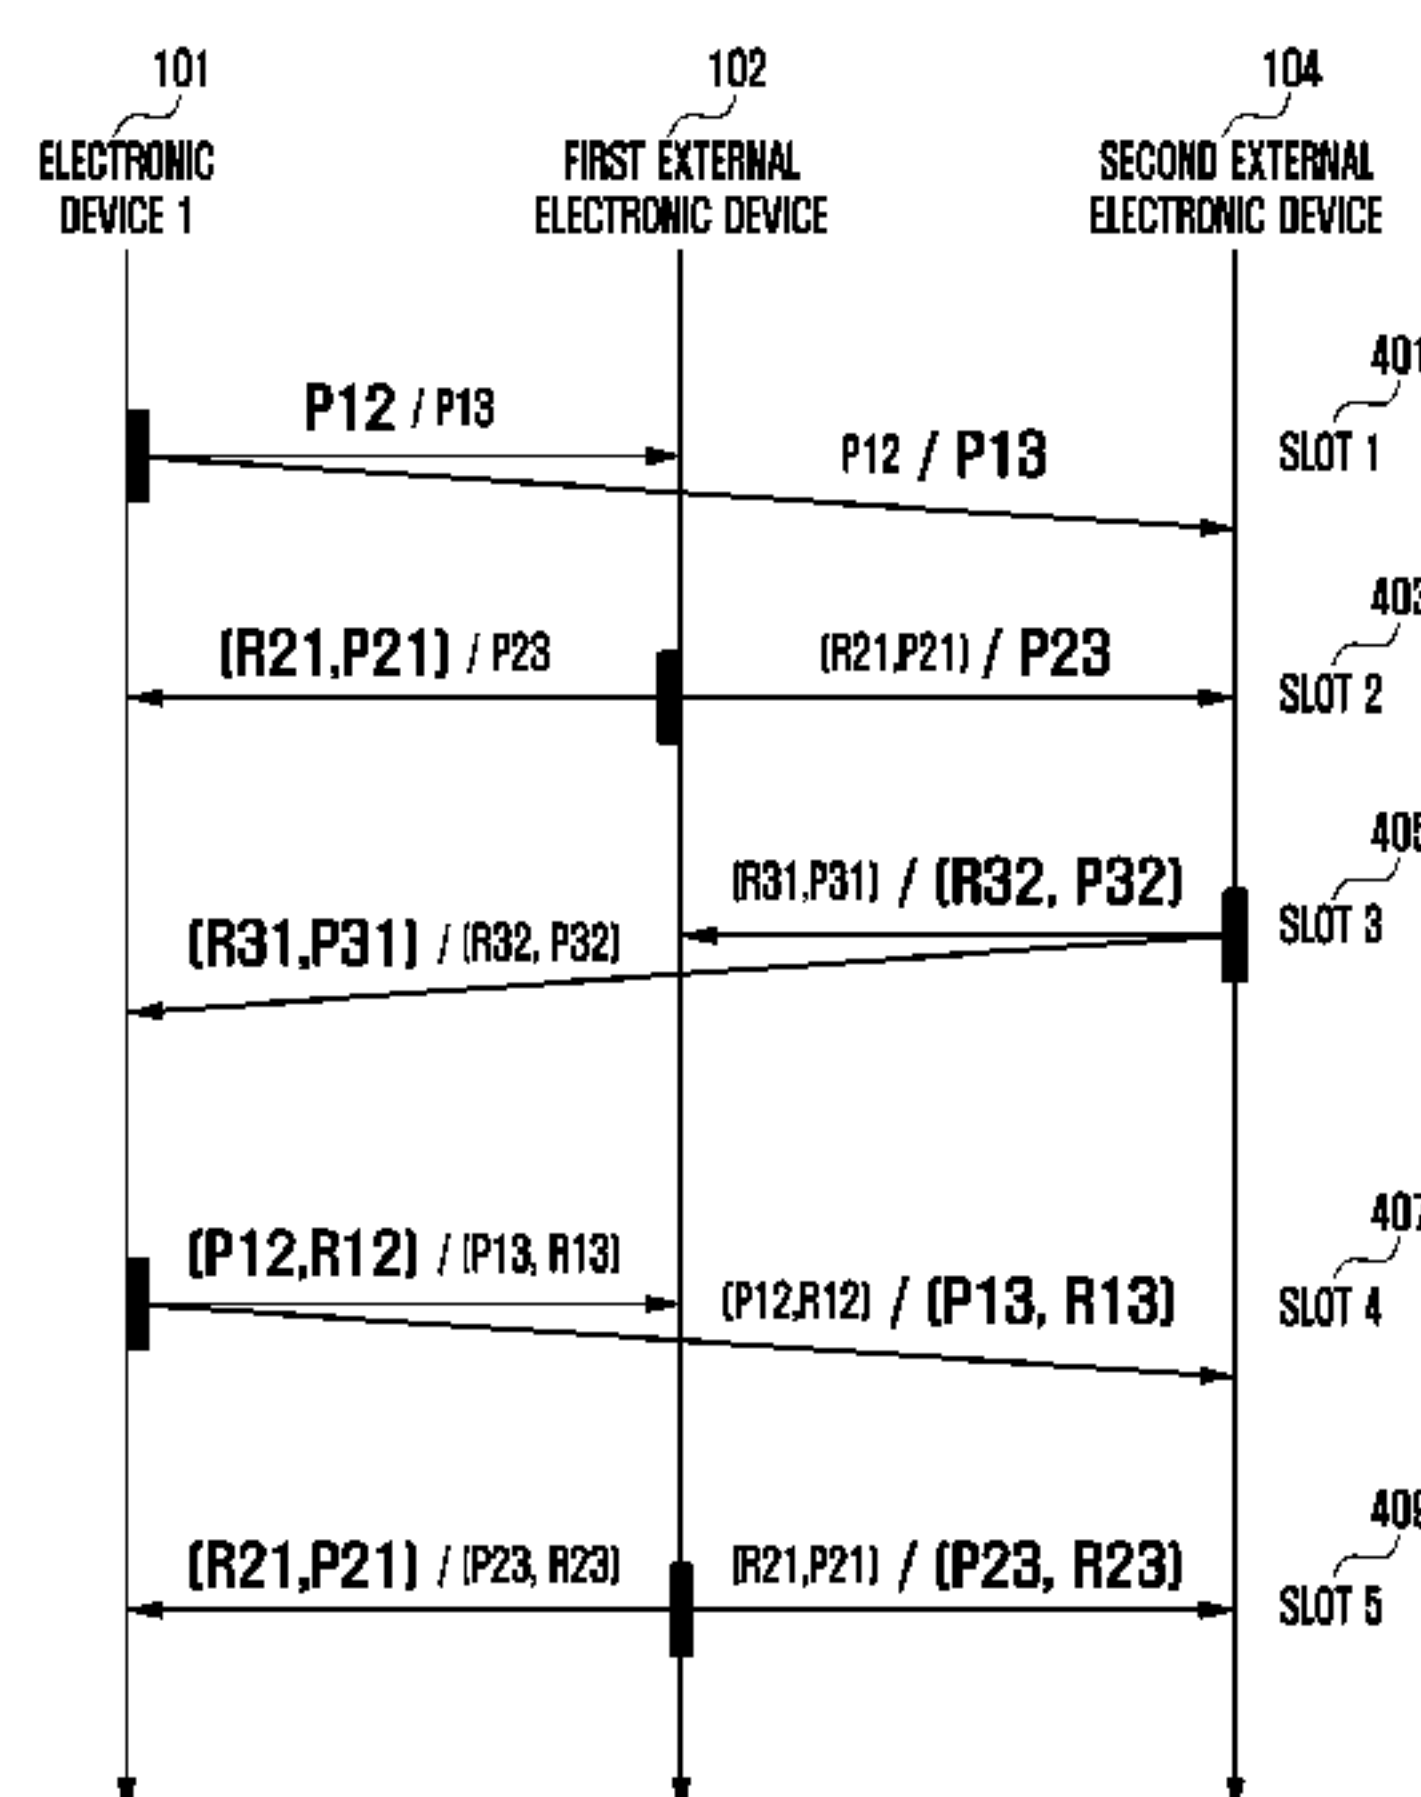 101
102
104
ELECTRONIC
DEVICE 1
FIRST EXTERNAL
ELECTRONIC DEVICE
SECOND EXTERNAL
ELECTRONIC DEVICE
401
P12 / P13
P12 / P13
SLOT 1
403
(R21,P21) / P23
(R21,P21) / P23
SLOT 2
405
(R31,P31) / (R32, P32)
SLOT 3
(R31,P31) / (R32, P32)
407
(P12,R12) / (P13, R13)
(P12,R12) / (P13, R13)
SLOT 4
409
(R21,P21) / (P23, R23)
(R21,P21) / (P23, R23)
SLOT 5